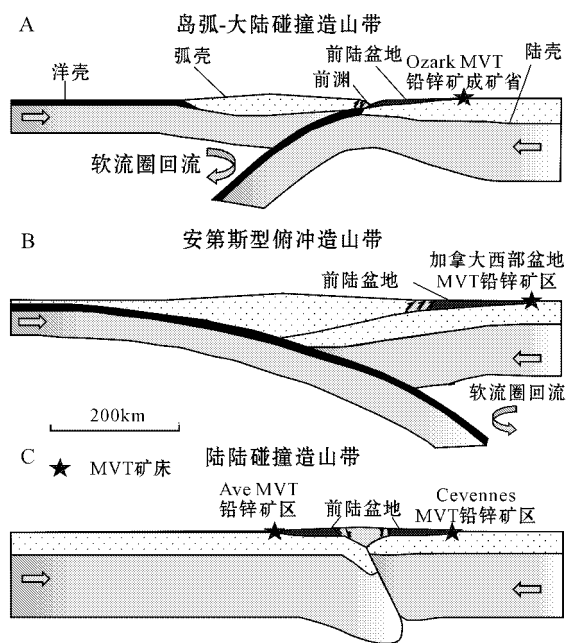 A
岛弧-大陆碰撞造山带
洋壳
弧壳
前渊
前陆盆地
Ozark MVT
铅锌矿成矿省
陆壳
软流圈回流
B
安第斯型俯冲造山带
前陆盆地
加拿大西部盆地
MVT铅锌矿区
软流圈回流
200km
C
陆陆碰撞造山带
MVT矿床
Ave MVT
铅锌矿区
前陆盆地
Cevennes
MVT铅锌矿区